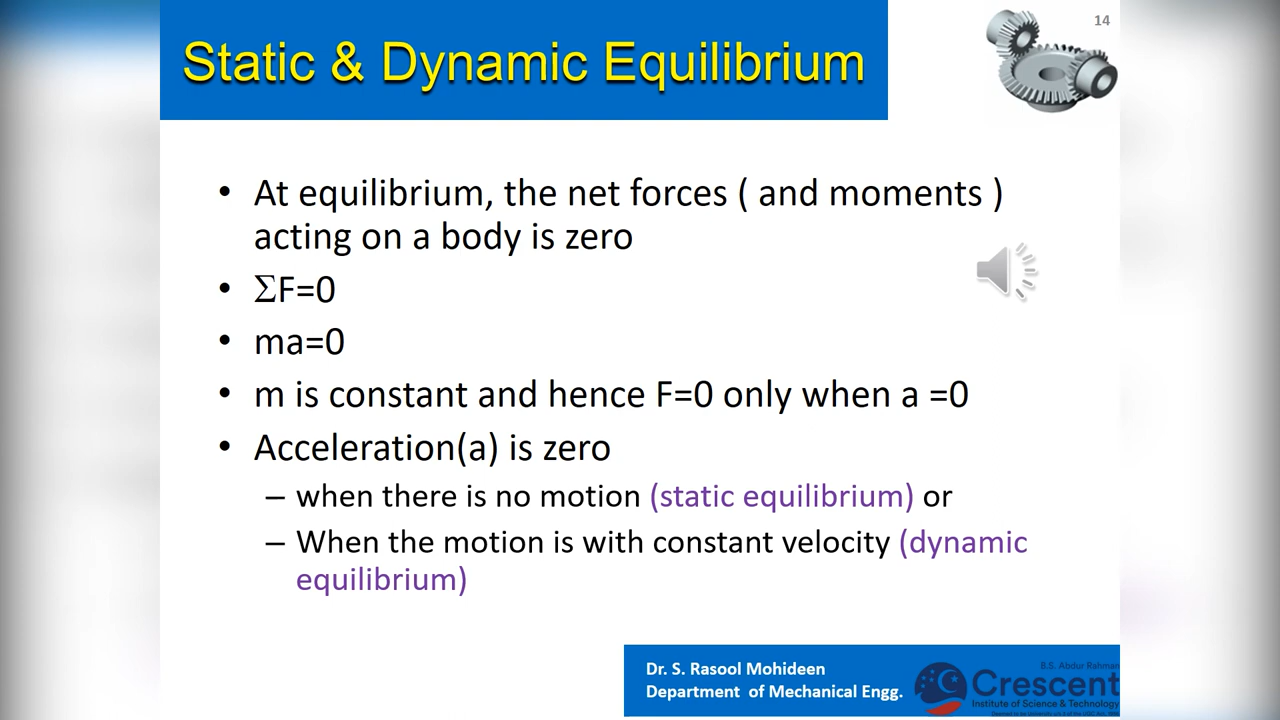 14
Static & Dynamic Equilibrium
• At equilibrium, the net forces ( and moments )
acting on a body is zero
• ΣF=0
• ma=0
• m is constant and hence F=0 only when a =0
• Acceleration(a) is zero
– when there is no motion (static equilibrium) or
– When the motion is with constant velocity (dynamic
equilibrium)
Dr. S. Rasool Mohideen
Department of Mechanical Engg.
B.S. Abdur Rahman
Crescent
Institute of Science & Technology